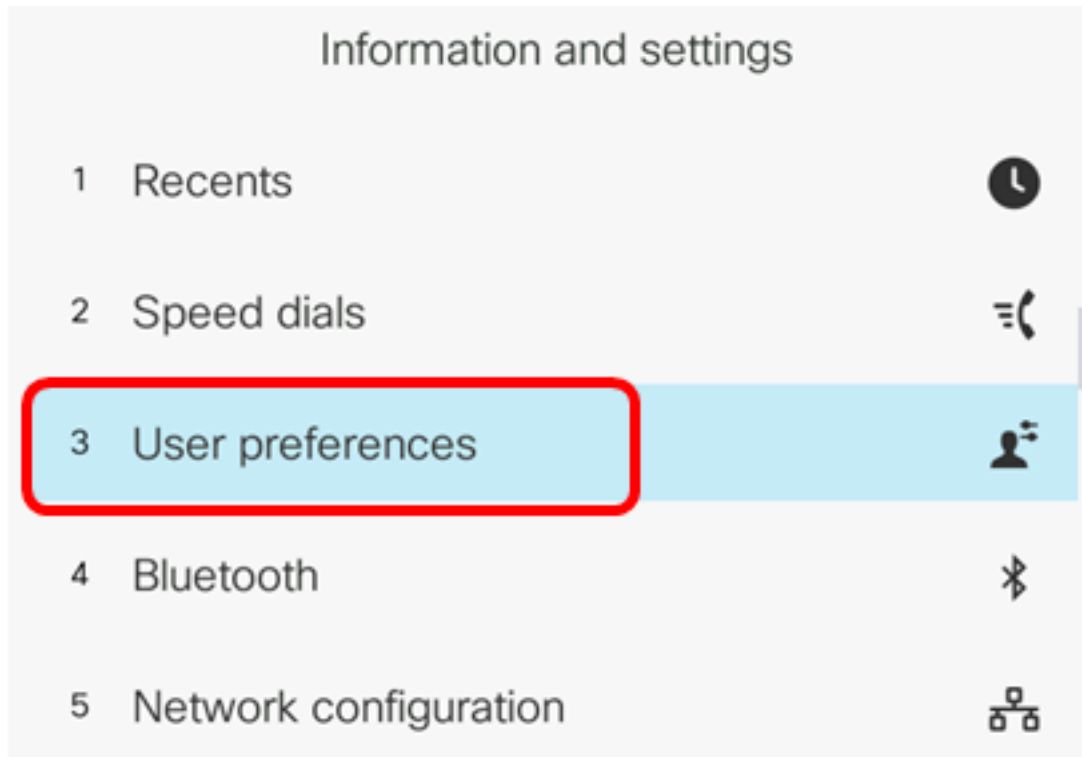 Information and settings
1 Recents
2 Speed dials
3 User preferences
4 Bluetooth
5 Network configuration